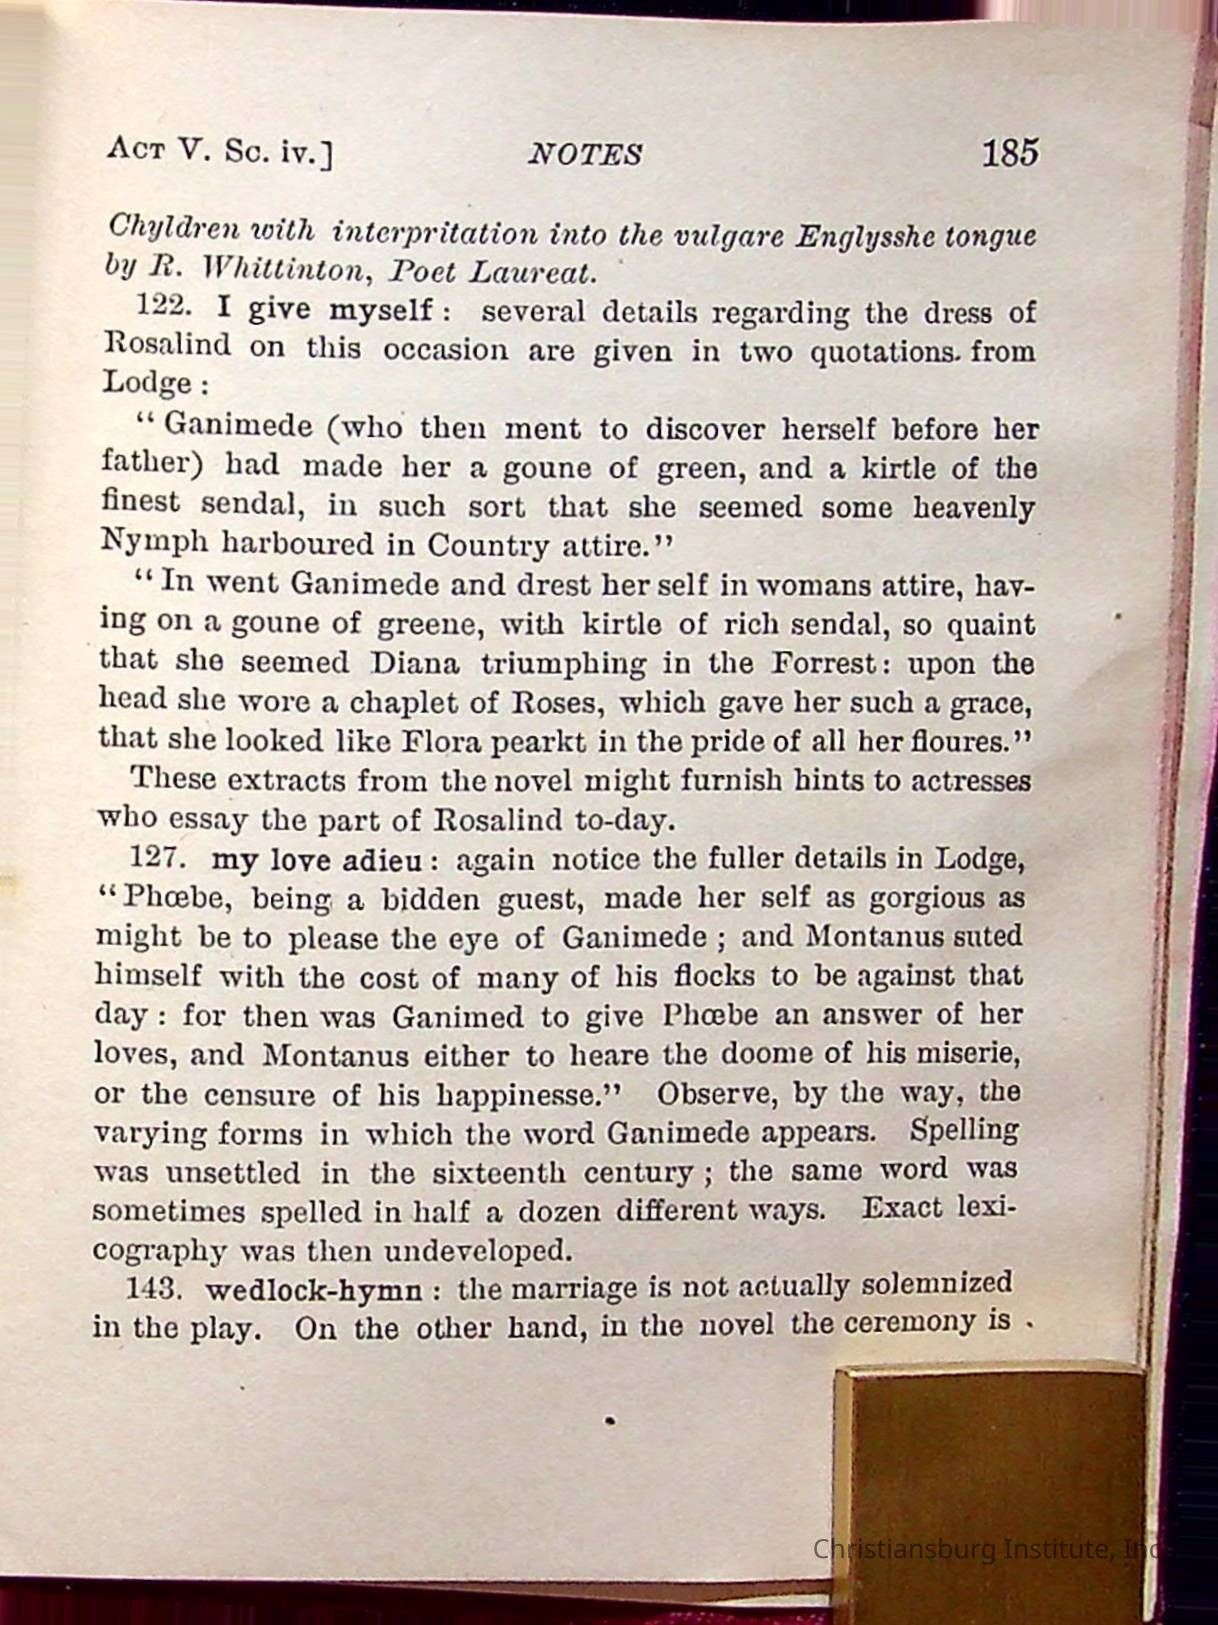 ACT V. Sc. iv.] NOTES 185
Chyldren with interpritation into the vulgare Englysshe tongue
by R. Whittinton, Poet Laureat.
122. I give myself : several details regarding the dress of
Rosalind on this occasion are given in two quotations from
Lodge :
“ Ganimede (who then ment to discover herself before her
father) had made her a goune of green, and a kirtle of the
finest sendal, in such sort that she seemed some heavenly
Nymph harboured in Country attire.”
“ In went Ganimede and drest her self in womans attire, hav-
ing on a goune of greene, with kirtle of rich sendal, so quaint
that she seemed Diana triumphing in the Forrest : upon the
head she wore a chaplet of Roses, which gave her such a grace,
that she looked like Flora pearkt in the pride of all her floures.”
These extracts from the novel might furnish hints to actresses
who essay the part of Rosalind to-day.
127. my love adieu : again notice the fuller details in Lodge,
“ Phœbe, being a bidden guest, made her self as gorgious as
might be to please the eye of Ganimede ; and Montanus suted
himself with the cost of many of his flocks to be against that
day : for then was Ganimed to give Phœbe an answer of her
loves, and Montanus either to heare the doome of his miserie,
or the censure of his happinesse.” Observe, by the way, the
varying forms in which the word Ganimede appears. Spelling
was unsettled in the sixteenth century ; the same word was
sometimes spelled in half a dozen different ways. Exact lexi-
cography was then undeveloped.
143. wedlock-hymn : the marriage is not actually solemnized
in the play. On the other hand, in the novel the ceremony is
Christiansburg Institute, Inc